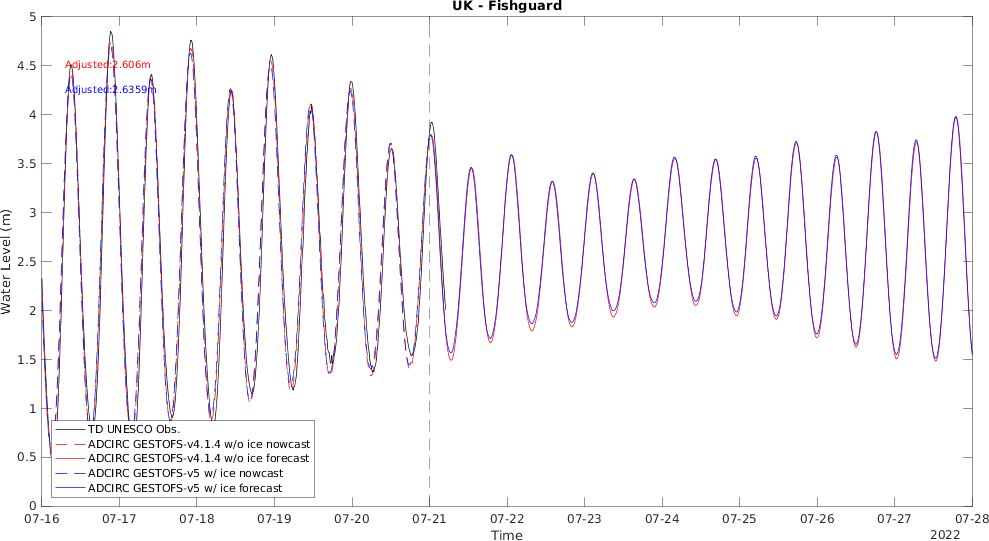 UK - Fishguard
5
4.5
4
3.5
3
2.5
2
1.5
1
0.5
0
Water Level (m)
Adjusted:2.606m
Adjusted:2.6359m
TD UNESCO Obs.
ADCIRC GESTOFS-v4.1.4 w/o ice nowcast
ADCIRC GESTOFS-v4.1.4 w/o ice forecast
ADCIRC GESTOFS-v5 w/ ice nowcast
ADCIRC GESTOFS-v5 w/ ice forecast
07-16 07-17 07-18 07-19 07-20 07-21 07-22 07-23 07-24 07-25 07-26 07-27 07-28
Time
2022